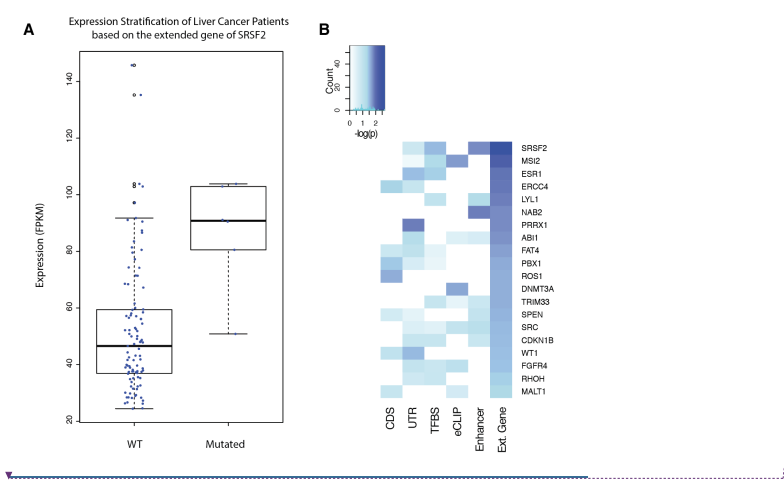 A
Expression Stratification of Liver Cancer Patients
based on the extended gene of SRSF2
Expression (FPKM)
140
120
100
80
60
40
20
WT Mutated
B
Count
0 20 40
0 1 2
-log(p)
SRSF2
MSI2
ESR1
ERCC4
LYL1
NAB2
PRRX1
ABI1
FAT4
PBX1
ROS1
DNMT3A
TRIM33
SPEN
SRC
CDKN1B
WT1
FGFR4
RHOH
MALT1
CDS
UTR
TFBS
eCLIP
Enhancer
Ext. Gene